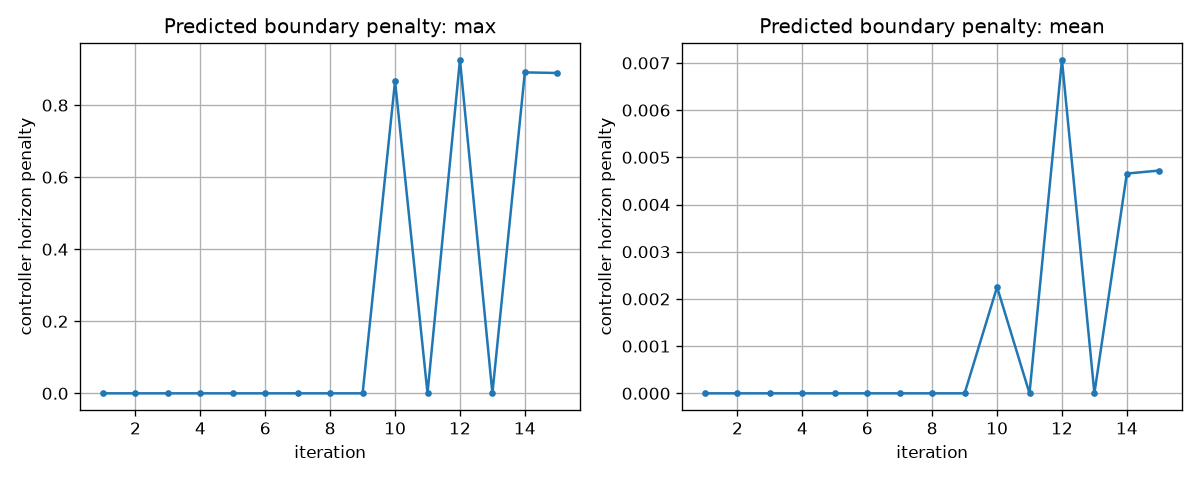 Predicted boundary penalty: max
controller horizon penalty
0.8
0.6
0.4
0.2
0.0
2 4 6 8 10 12 14
iteration
Predicted boundary penalty: mean
controller horizon penalty
0.007
0.006
0.005
0.004
0.003
0.002
0.001
0.000
2 4 6 8 10 12 14
iteration